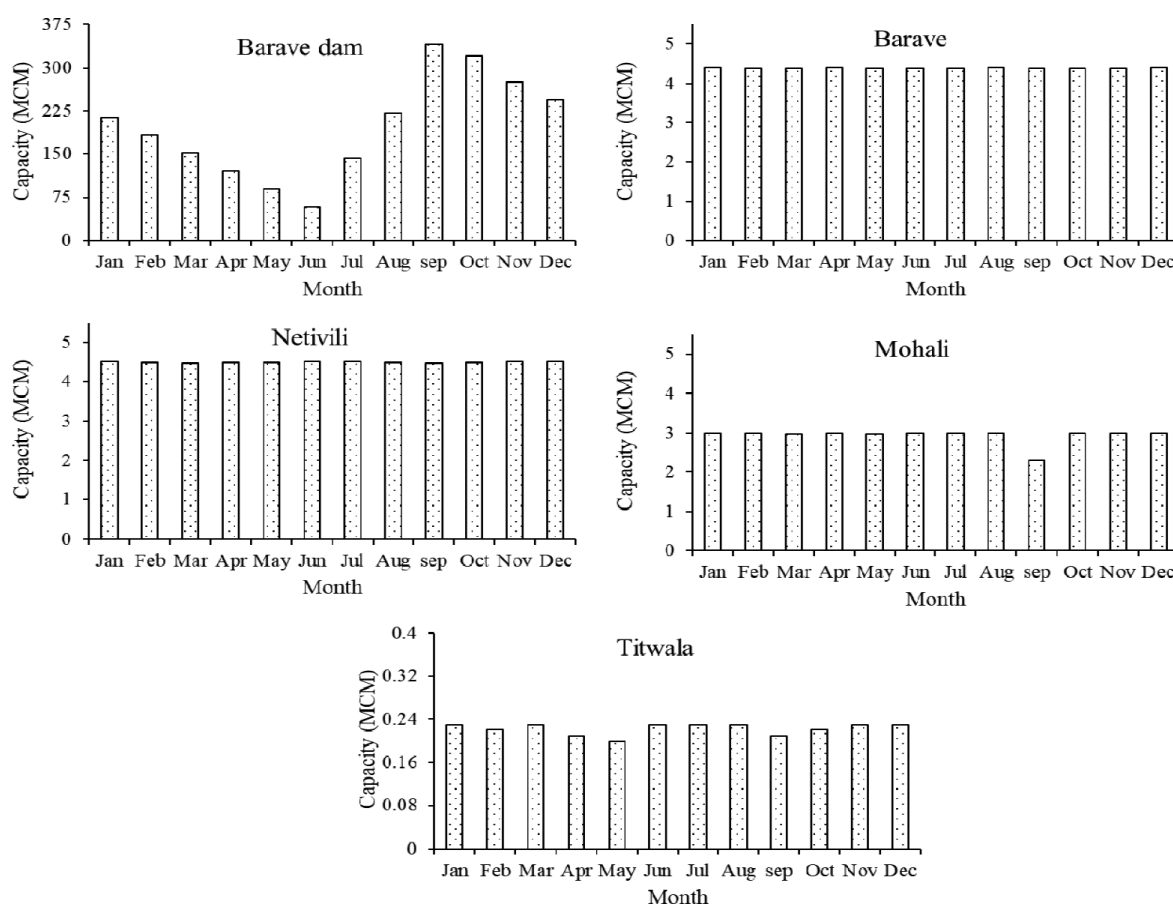 Barave dam
Capacity (MCM)
375
300
225
150
75
0
Jan Feb Mar Apr May Jun Jul Aug sep Oct Nov Dec
Month
Barave
Capacity (MCM)
5
4
3
2
1
0
Jan Feb Mar Apr May Jun Jul Aug sep Oct Nov Dec
Month
Netivili
Capacity (MCM)
5
4
3
2
1
0
Jan Feb Mar Apr May Jun Jul Aug sep Oct Nov Dec
Month
Mohali
Capacity (MCM)
5
4
3
2
1
0
Jan Feb Mar Apr May Jun Jul Aug sep Oct Nov Dec
Month
Titwala
Capacity (MCM)
0.4
0.32
0.24
0.16
0.08
0
Jan Feb Mar Apr May Jun Jul Aug sep Oct Nov Dec
Month